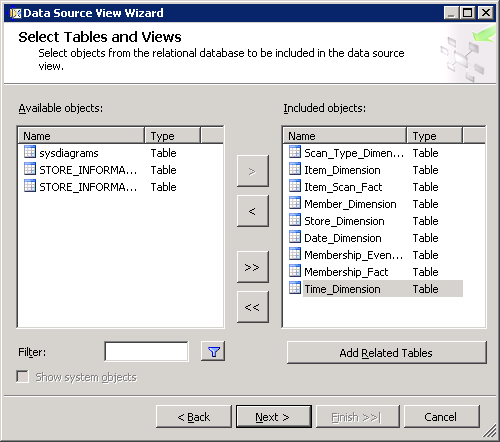 Data Source View Wizard
Select Tables and Views
Select objects from the relational database to be included in the data source
view.
Available objects:
Included objects:
Name Type
sysdiagrams Table
STORE_INFORMA... Table
STORE_INFORMA... Table
>
<
>>
<<
Name Type
Scan_Type_Dimen... Table
Item_Dimension Table
Item_Scan_Fact Table
Member_Dimension Table
Store_Dimension Table
Date_Dimension Table
Membership_Even... Table
Membership_Fact Table
Time_Dimension Table
Filter:
Add Related Tables
Show system objects
< Back
Next >
Finish >>|
Cancel